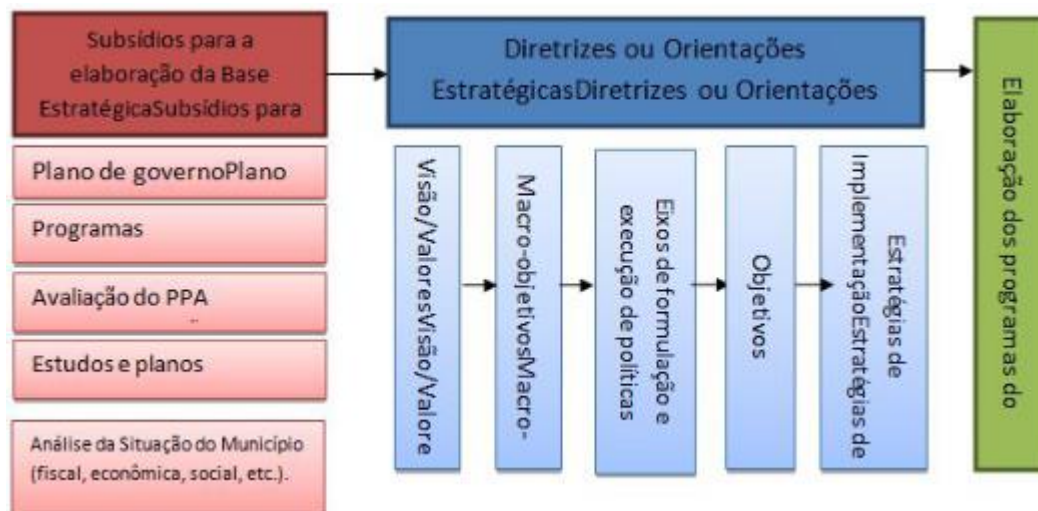 Subsídios para a
elaboração da Base
EstratégicaSubsídios para
Plano de governoPlano
Programas
Avaliação do PPA
Estudos e planos
Análise da Situação do Município
(fiscal, econômica, social, etc.).
Diretrizes ou Orientações
EstratégicasDiretrizes ou Orientações
Visão/ValoresVisão/Valore
Macro-objetivosMacro-
Eixos de formulação e
execução de políticas
Objetivos
Estratégias de
ImplementaçãoEstratégias de
Elaboração dos programas do